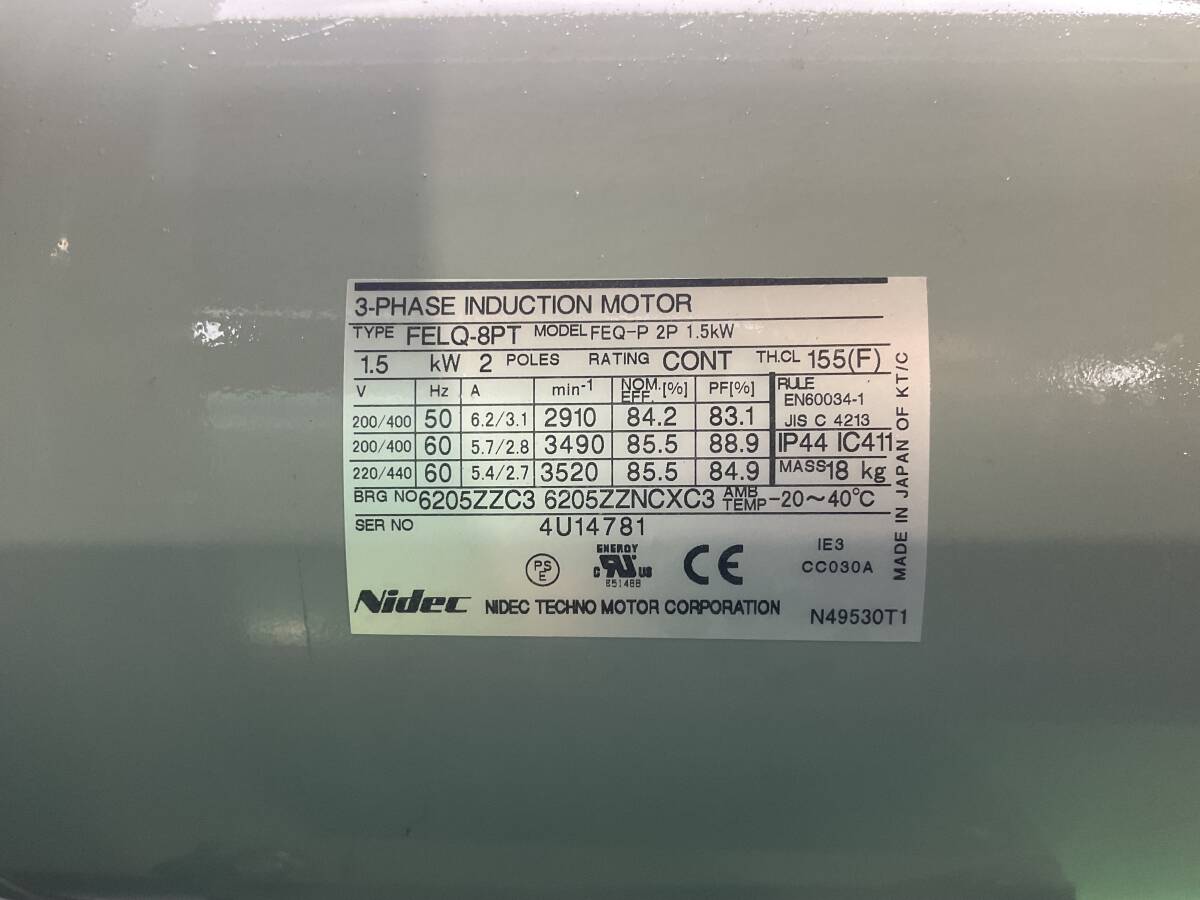 3-PHASE INDUCTION MOTOR
TYPE FELQ-8PT MODEL FEQ-P 2P 1.5kW
1.5 kW 2 POLES RATING CONT TH.CL 155(F)
V Hz A min-1 NOM. EFF. [%] PF[%] RULE
EN60034-1
200/400 50 6.2/3.1 2910 84.2 83.1 JIS C 4213
200/400 60 5.7/2.8 3490 85.5 88.9 IP44 IC411
220/440 60 5.4/2.7 3520 85.5 84.9 MASS 18 kg
BRG NO 6205ZZC3 6205ZZNCXC3 AMB TEMP -20～40℃
SER NO 4U14781
PS E
ENERGY
C US
CE
IE3
CC030A
Nidec NIDEC TECHNO MOTOR CORPORATION
N49530T1
MADE IN JAPAN OF KT/C